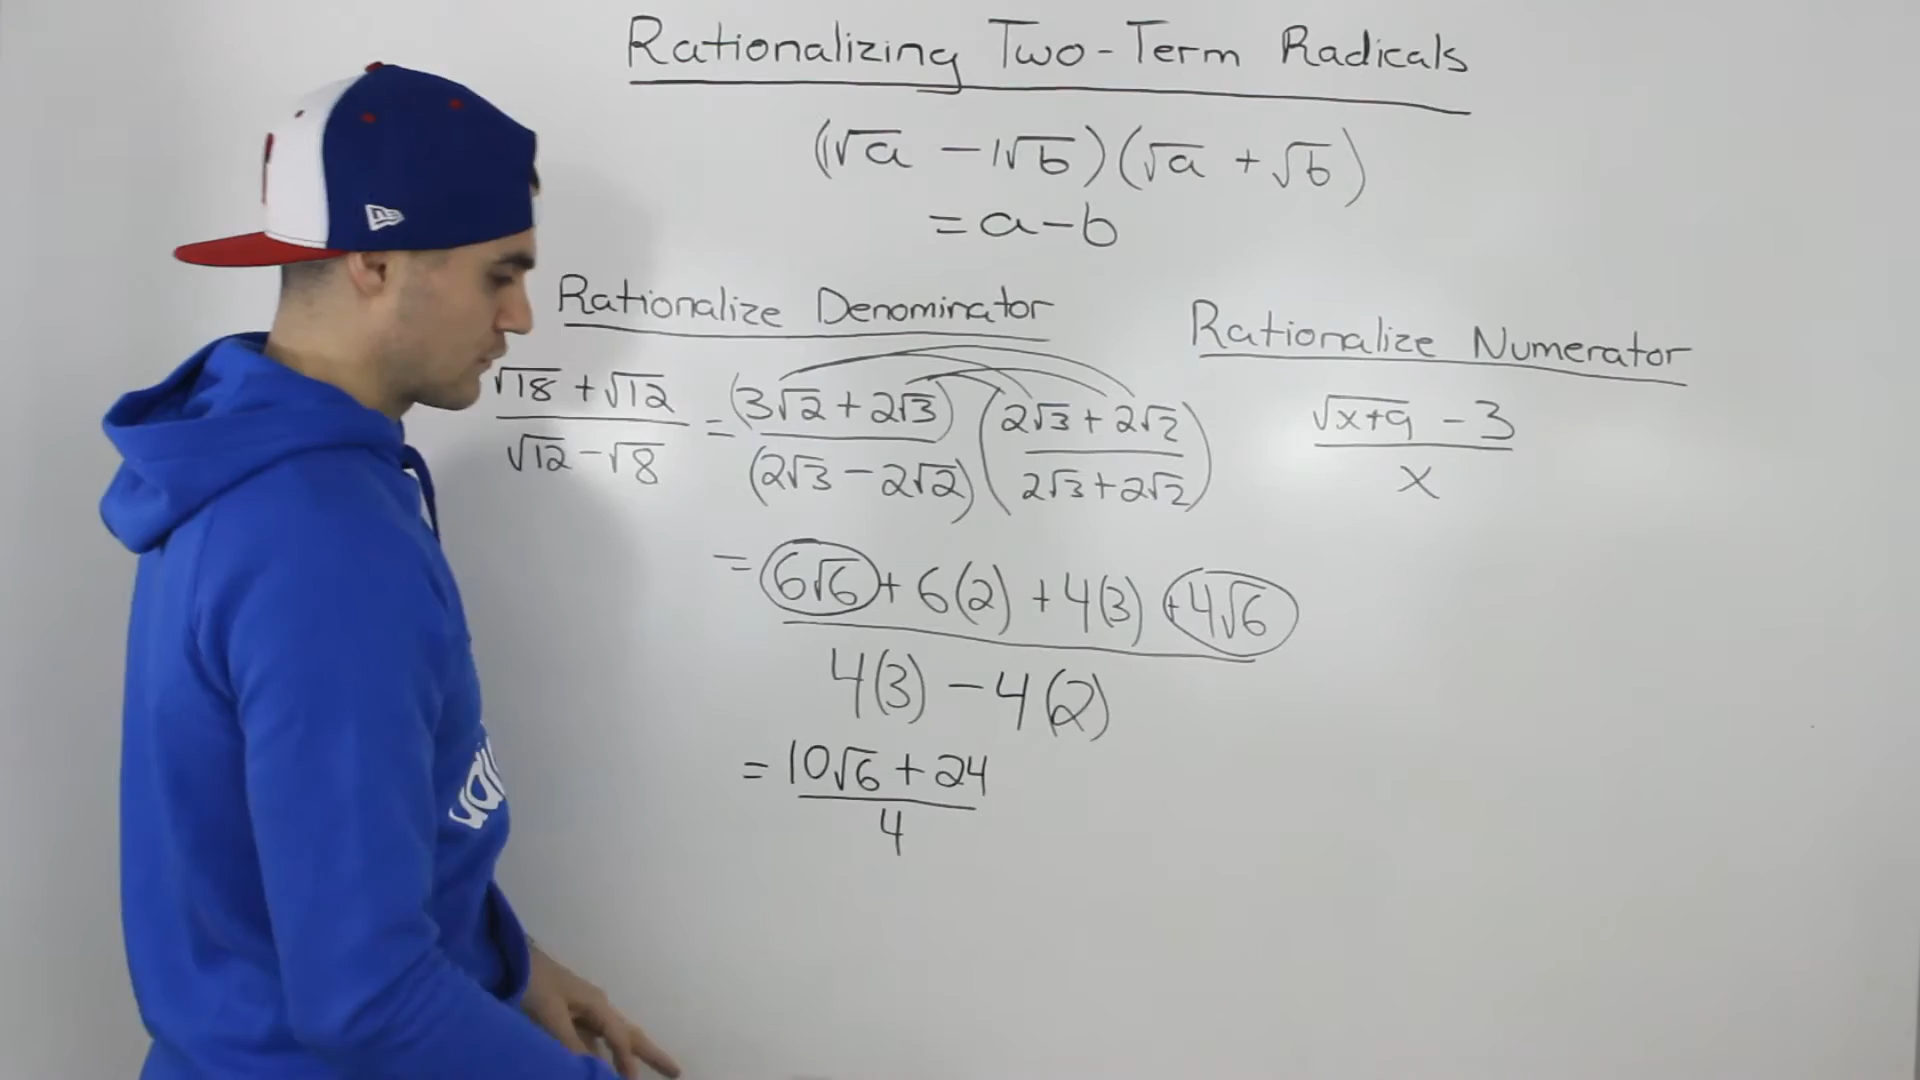 Rationalizing Two-Term Radicals
(1√a - 1√b)(√a + √b)
= a - b
Rationalize Denominator
(√18 + √12)/(√12 - √8) = (3√2 + 2√3)/(2√3 - 2√2) ((2√3 + 2√2)/(2√3 + 2√2))
= (6√6 + 6(2) + 4(3) + 4√6)/(4(3) - 4(2))
= (10√6 + 24)/4
Rationalize Numerator
(√x+9 - 3)/x